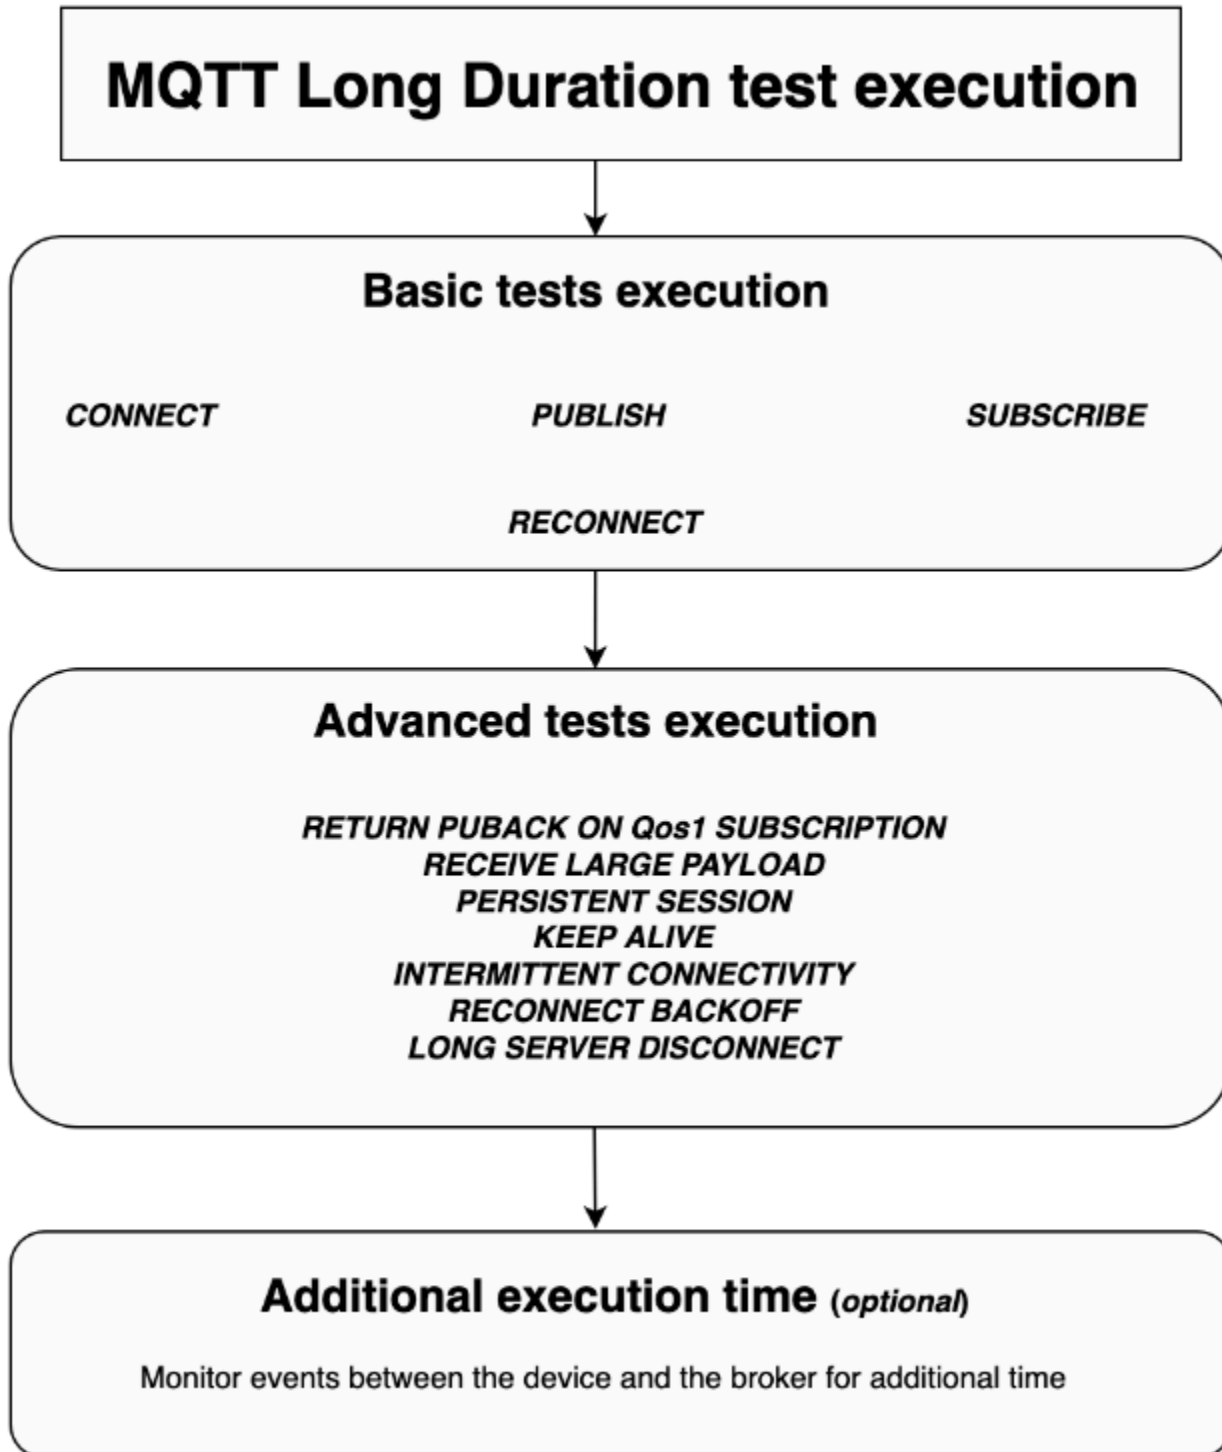 MQTT Long Duration test execution
Basic tests execution
CONNECT PUBLISH SUBSCRIBE
RECONNECT
Advanced tests execution
RETURN PUBACK ON Qos1 SUBSCRIPTION
RECEIVE LARGE PAYLOAD
PERSISTENT SESSION
KEEP ALIVE
INTERMITTENT CONNECTIVITY
RECONNECT BACKOFF
LONG SERVER DISCONNECT
Additional execution time (optional)
Monitor events between the device and the broker for additional time